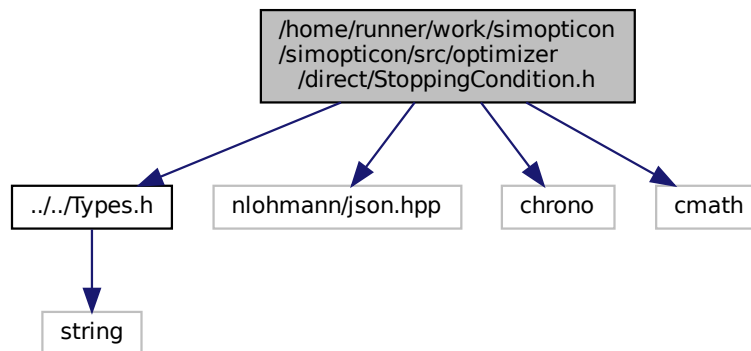 /home/runner/work/simopticon
/simopticon/src/optimizer
/direct/StoppingCondition.h
../../Types.h
nlohmann/json.hpp
chrono
cmath
string